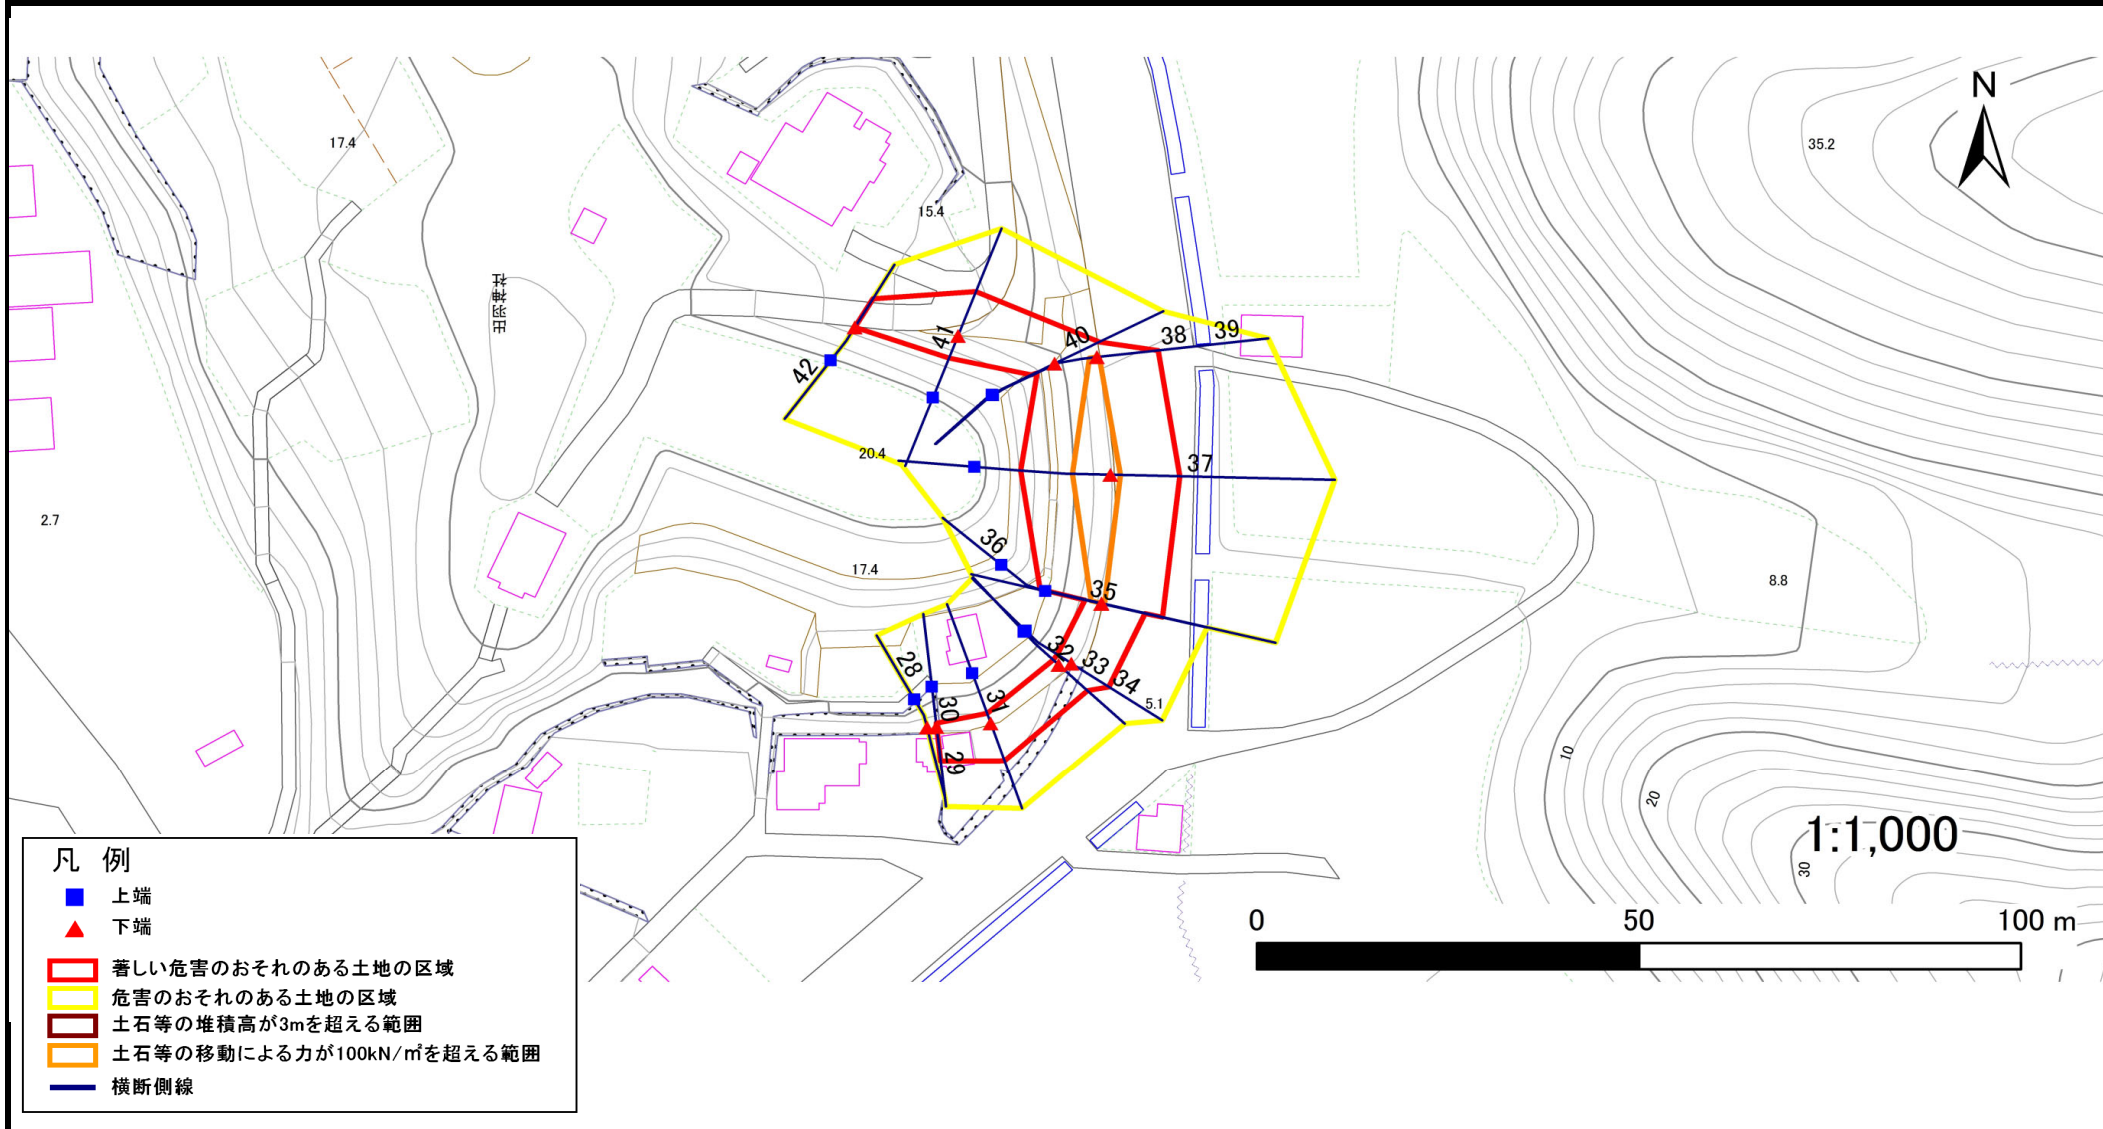 N
35.2
17.4
15.4
出羽神社
41
40
38
39
42
20.4
37
2.7
36
17.4
35
8.8
32
33
34
28
5.1
30
31
29
10
20
30
1:1,000
0 50 100 m
凡 例
上端
下端
著しい危害のおそれのある土地の区域
危害のおそれのある土地の区域
土石等の堆積高が3mを超える範囲
土石等の移動による力が100kN/㎡を超える範囲
横断側線